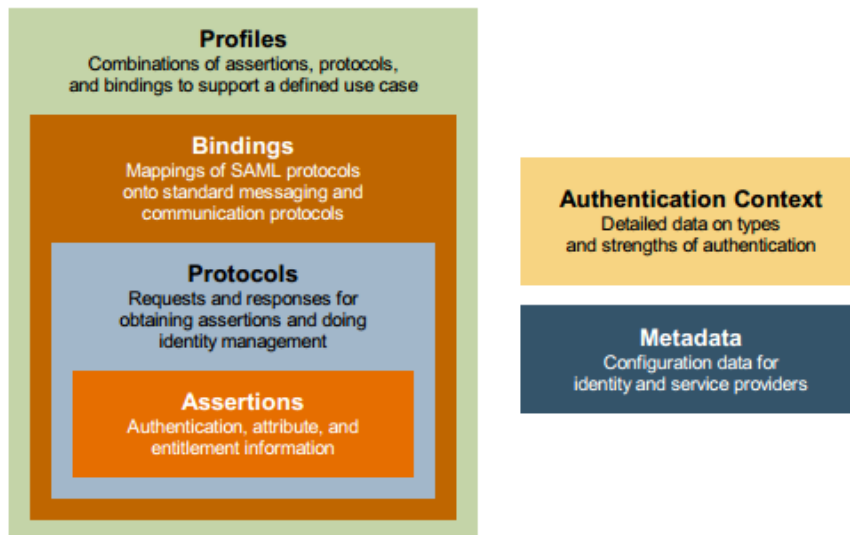 Profiles
Combinations of assertions, protocols,
and bindings to support a defined use case
Bindings
Mappings of SAML protocols
onto standard messaging and
communication protocols
Protocols
Requests and responses for
obtaining assertions and doing
identity management
Assertions
Authentication, attribute, and
entitlement information
Authentication Context
Detailed data on types
and strengths of authentication
Metadata
Configuration data for
identity and service providers